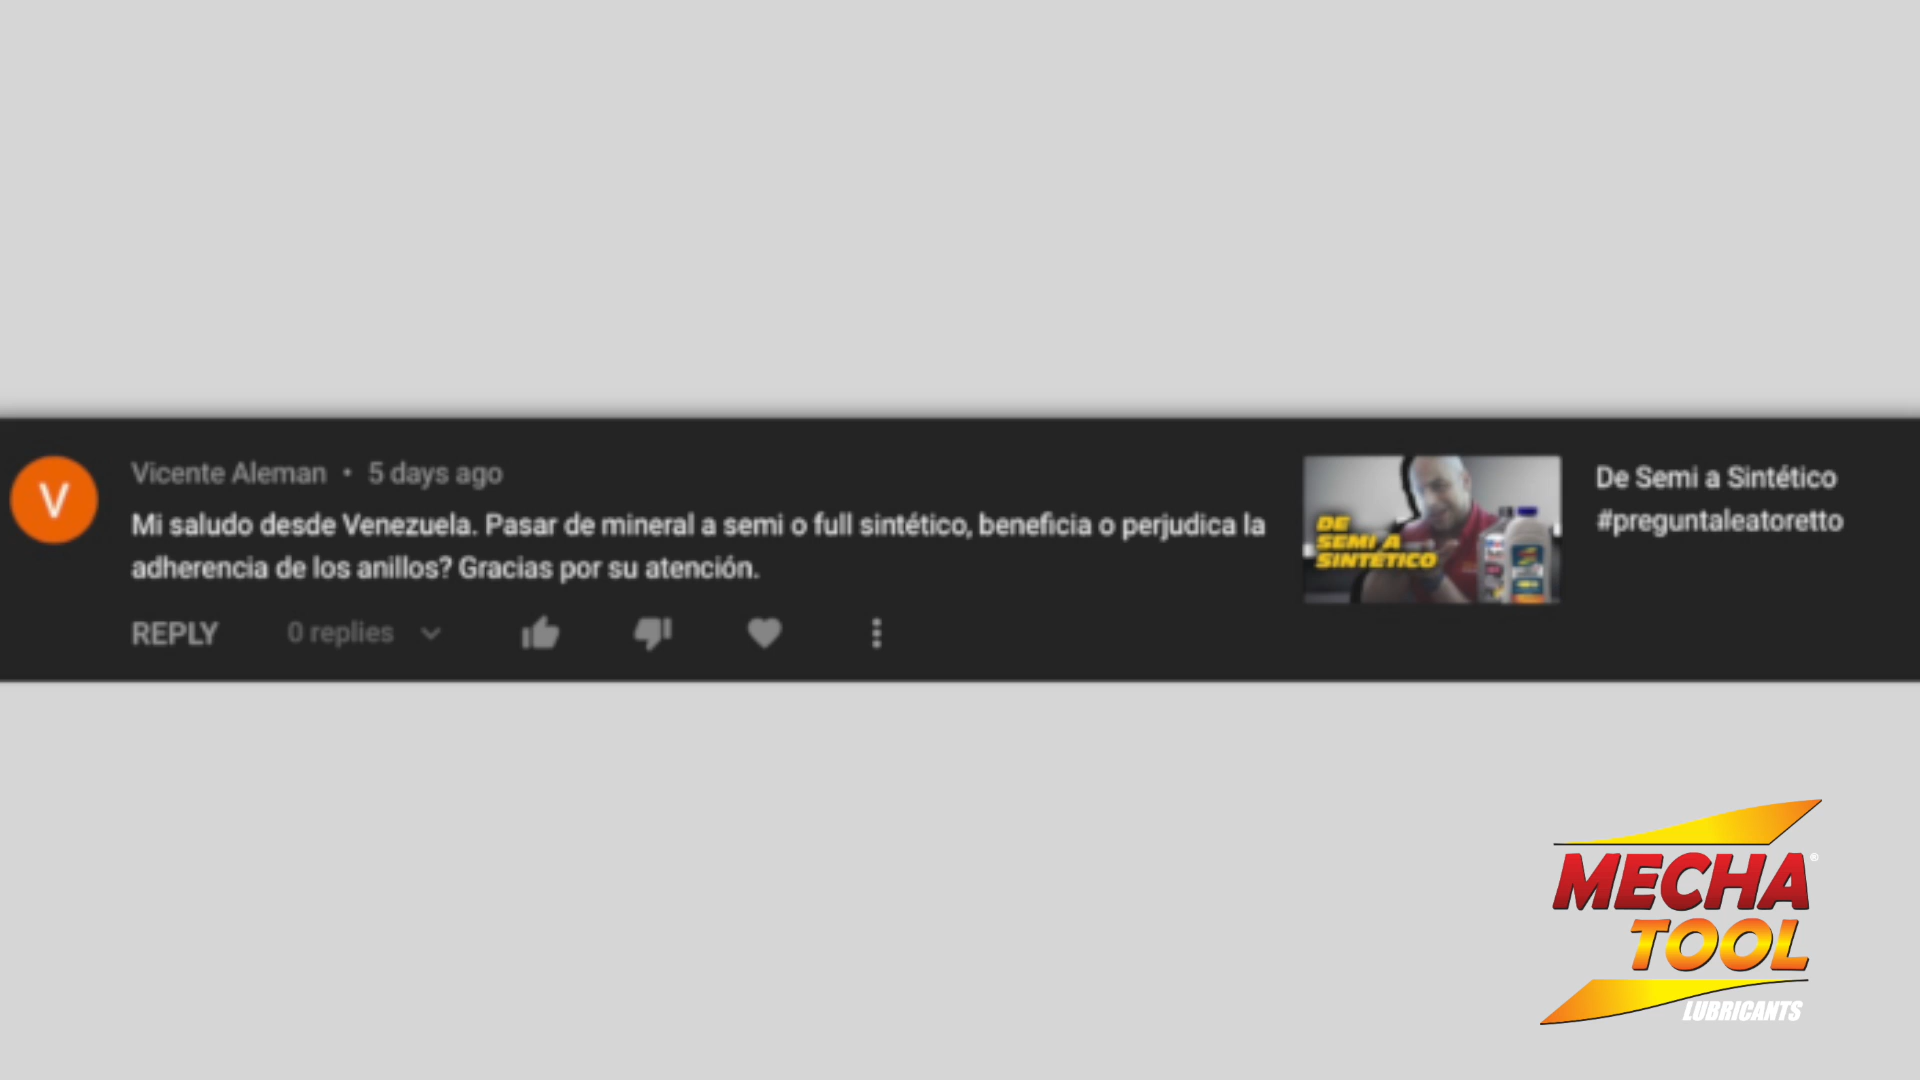 V
Vicente Aleman • 5 days ago
Mi saludo desde Venezuela. Pasar de mineral a semi o full sintético, beneficia o perjudica la
adherencia de los anillos? Gracias por su atención.
REPLY 0 replies
DE
SEMI A
SINTÉTICO
De Semi a Sintético
#preguntaleatoretto
MECHA®
TOOL
LUBRICANTS